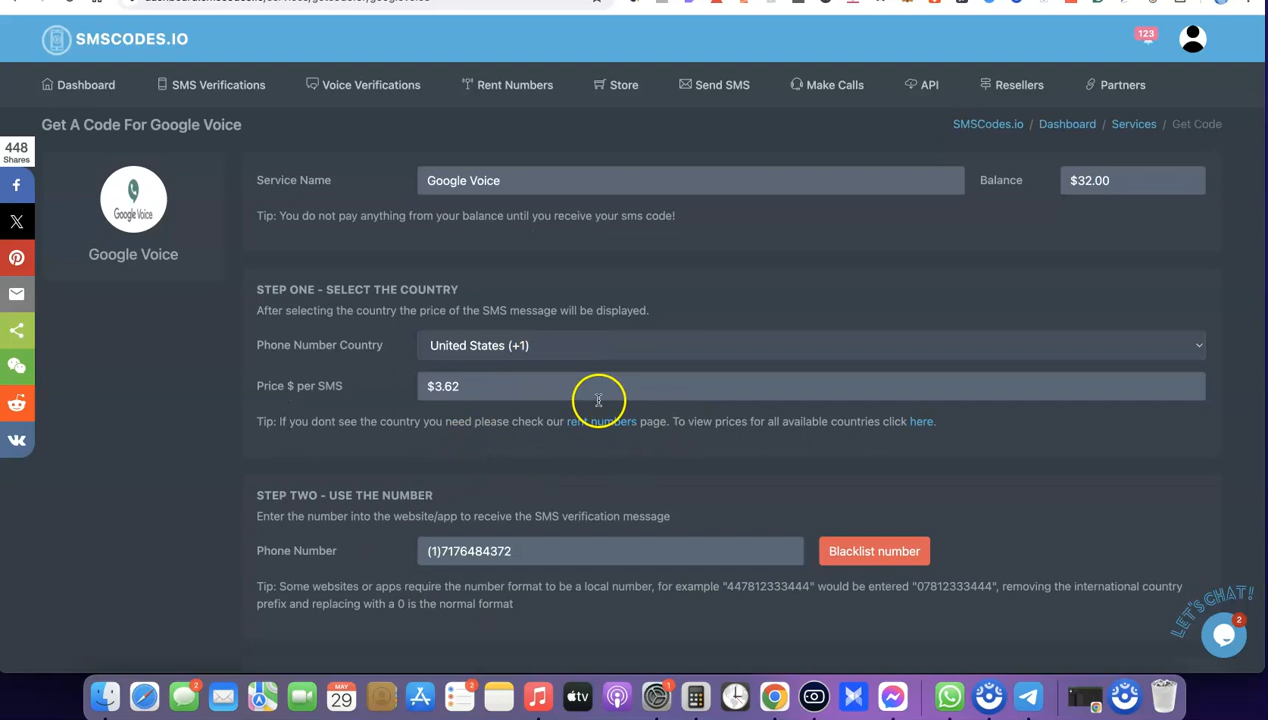 SMSCODES.IO
123
Dashboard SMS Verifications Voice Verifications Rent Numbers Store Send SMS Make Calls API Resellers Partners
Get A Code For Google Voice
SMSCodes.io / Dashboard / Services / Get Code
448
Shares
Google Voice
Google Voice
Service Name Google Voice Balance $32.00
Tip: You do not pay anything from your balance until you receive your sms code!
STEP ONE - SELECT THE COUNTRY
After selecting the country the price of the SMS message will be displayed.
Phone Number Country United States (+1)
Price $ per SMS $3.62
Tip: If you dont see the country you need please check our rent numbers page. To view prices for all available countries click here.
STEP TWO - USE THE NUMBER
Enter the number into the website/app to receive the SMS verification message
Phone Number (1)7176484372 Blacklist number
Tip: Some websites or apps require the number format to be a local number, for example "447812333444" would be entered "07812333444", removing the international country
prefix and replacing with a 0 is the normal format
LET'S CHAT!
2
2 MAY 29 2 1 tv